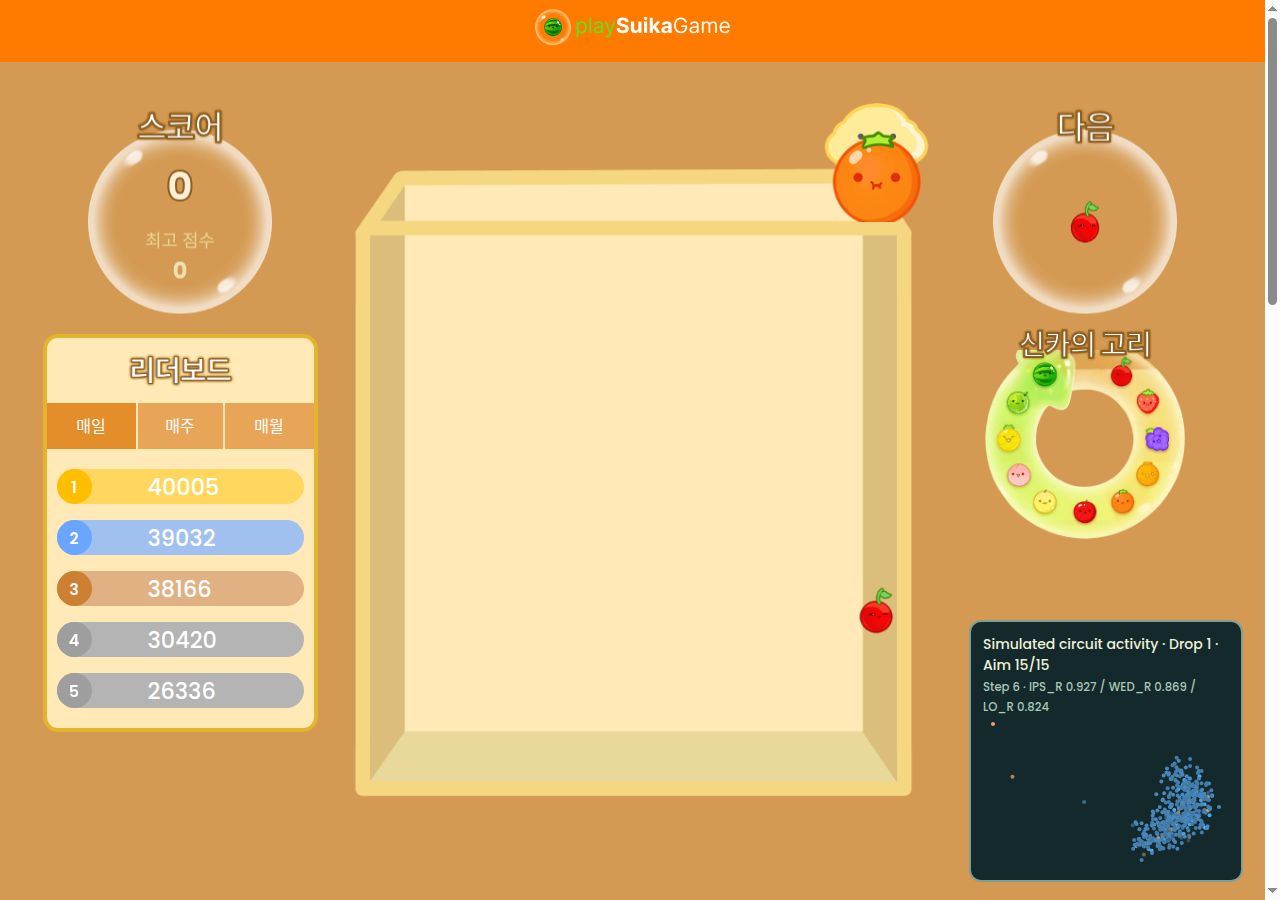 playSuikaGame
스코어
0
최고 점수
0
다음
신카의 고리
리더보드
매일 매주 매월
1 40005
2 39032
3 38166
4 30420
5 26336
Simulated circuit activity · Drop 1 ·
Aim 15/15
Step 6 · IPS_R 0.927 / WED_R 0.869 /
LO_R 0.824